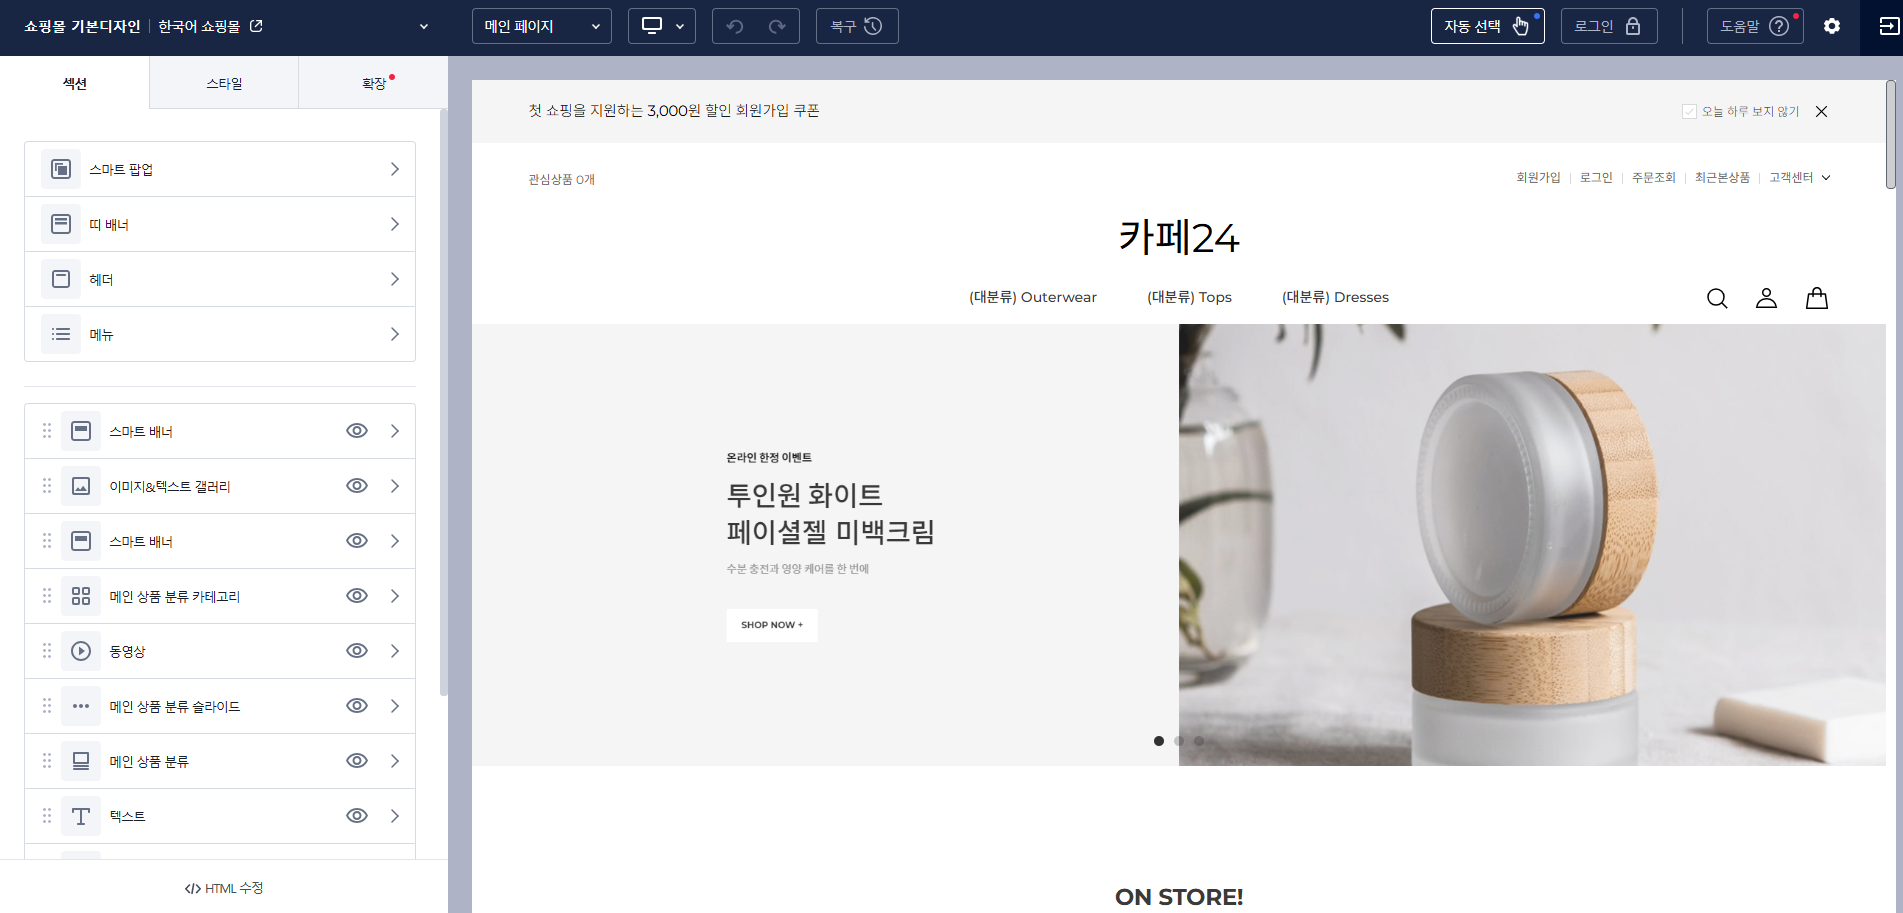 쇼핑몰 기본디자인 | 한국어 쇼핑몰
메인 페이지
복구
자동 선택
로그인
도움말
섹션
스타일
확장
스마트 팝업
띠 배너
헤더
메뉴
스마트 배너
이미지&텍스트 갤러리
스마트 배너
메인 상품 분류 카테고리
동영상
메인 상품 분류 슬라이드
메인 상품 분류
텍스트
</> HTML 수정
첫 쇼핑을 지원하는 3,000원 할인 회원가입 쿠폰
오늘 하루 보지 않기
관심상품 0개
회원가입 | 로그인 | 주문조회 | 최근본상품 | 고객센터
카페24
(대분류) Outerwear (대분류) Tops (대분류) Dresses
온라인 한정 이벤트
투인원 화이트
페이셜젤 미백크림
수분 충전과 영양 케어를 한 번에
SHOP NOW +
ON STORE!